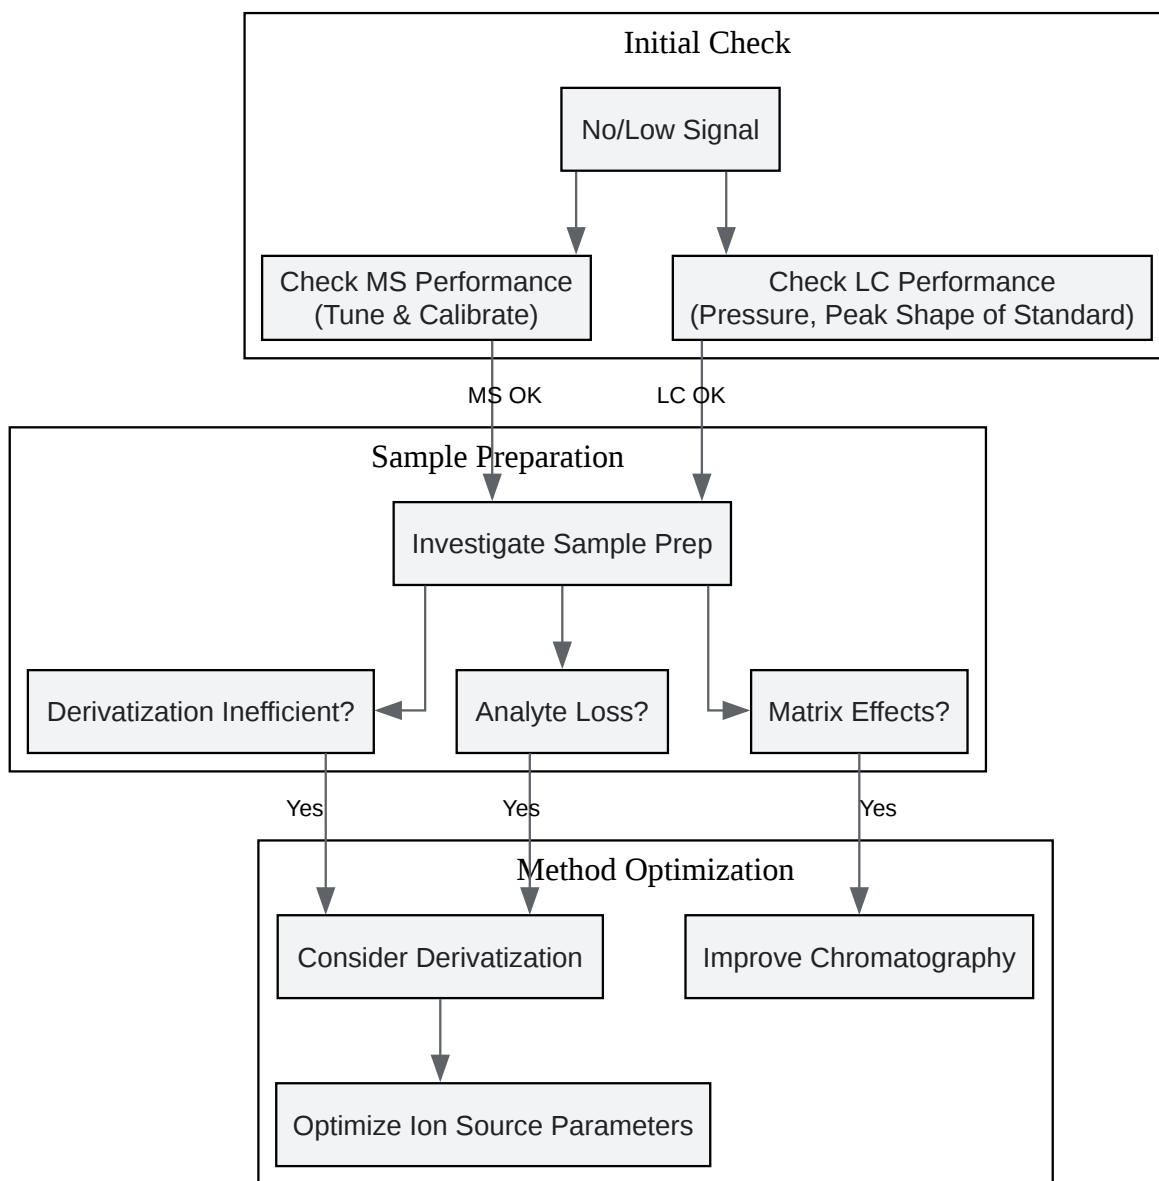 Initial Check
No/Low Signal
Check MS Performance
(Tune & Calibrate)
Check LC Performance
(Pressure, Peak Shape of Standard)
MS OK
LC OK
Sample Preparation
Investigate Sample Prep
Derivatization Inefficient?
Analyte Loss?
Matrix Effects?
Yes
Yes
Yes
Method Optimization
Consider Derivatization
Improve Chromatography
Optimize Ion Source Parameters